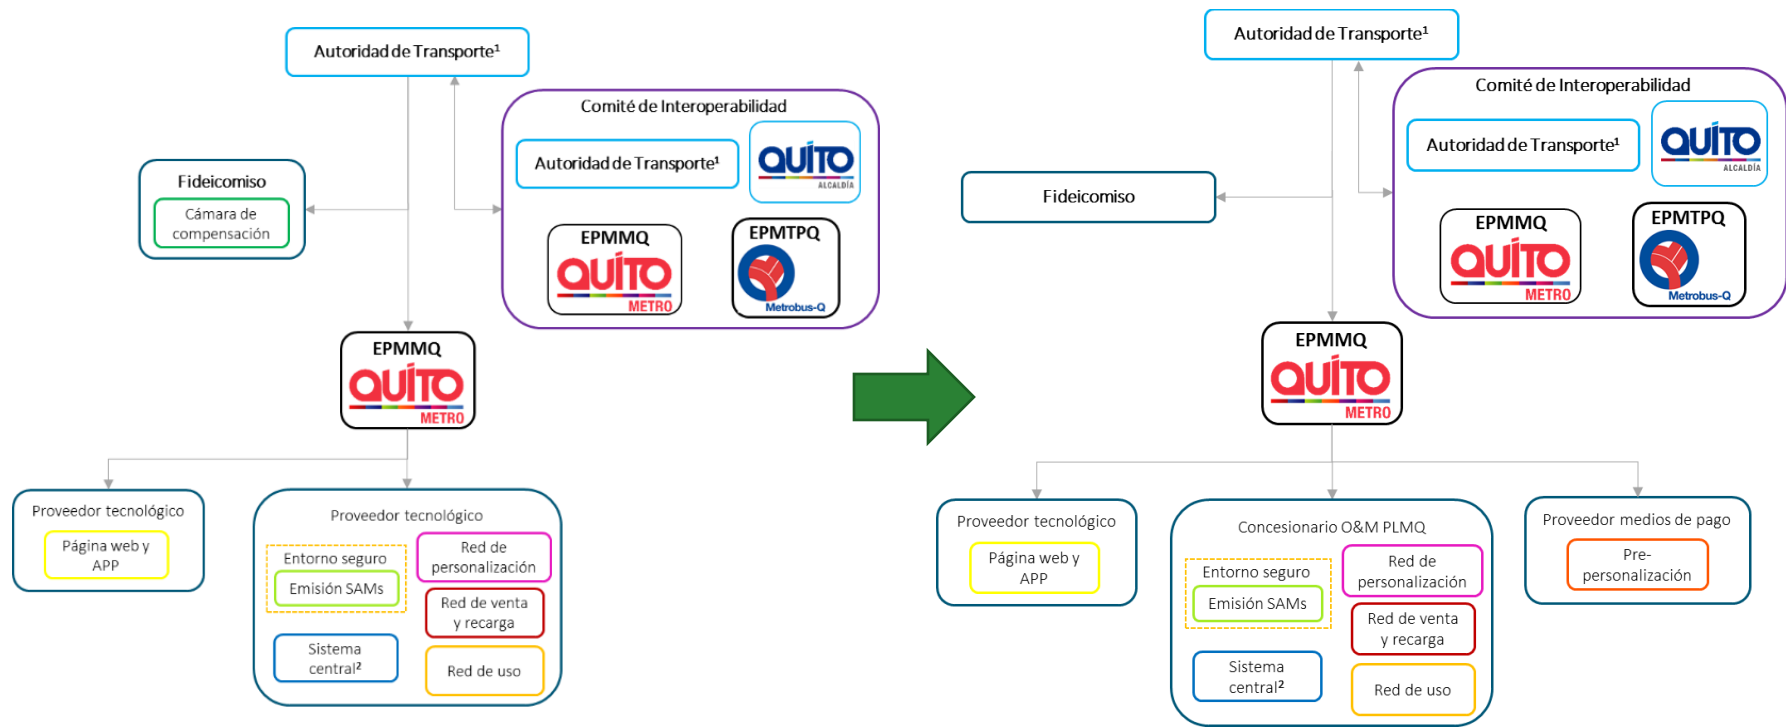 Autoridad de Transporte¹
Comité de Interoperabilidad
Autoridad de Transporte¹
QUITO
ALCALDÍA
Fideicomiso
Cámara de
compensación
EPMMQ
QUITO
METRO
EPMTPQ
Metrobus-Q
EPMMQ
QUITO
METRO
Proveedor tecnológico
Página web y
APP
Proveedor tecnológico
Entorno seguro
Emisión SAMs
Red de
personalización
Red de venta
y recarga
Sistema
central²
Red de uso
Autoridad de Transporte¹
Comité de Interoperabilidad
Autoridad de Transporte¹
QUITO
ALCALDÍA
Fideicomiso
EPMMQ
QUITO
METRO
EPMTPQ
Metrobus-Q
EPMMQ
QUITO
METRO
Proveedor tecnológico
Página web y
APP
Concesionario O&M PLMQ
Entorno seguro
Emisión SAMs
Red de
personalización
Red de venta
y recarga
Sistema
central²
Red de uso
Proveedor medios de pago
Pre-
personalización